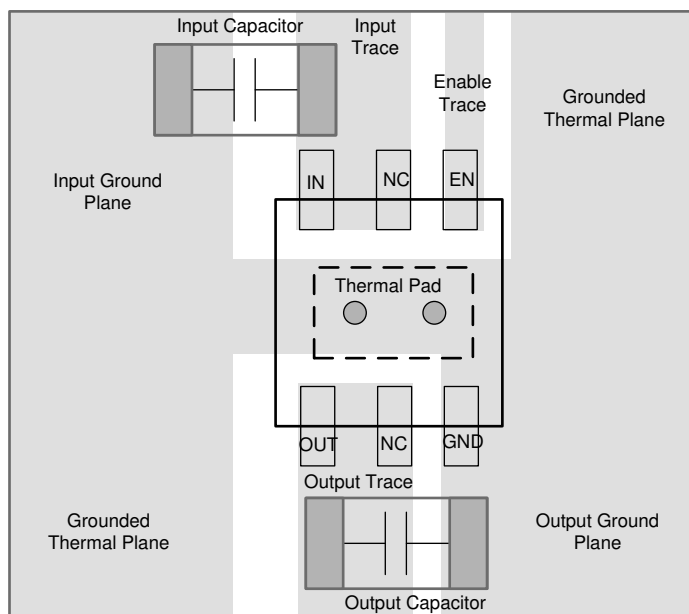 Input Capacitor
Input
Trace
Enable
Trace
Grounded
Thermal Plane
Input Ground
Plane
IN
NC
EN
Thermal Pad
OUT
NC
GND
Output Trace
Grounded
Thermal Plane
Output Ground
Plane
Output Capacitor